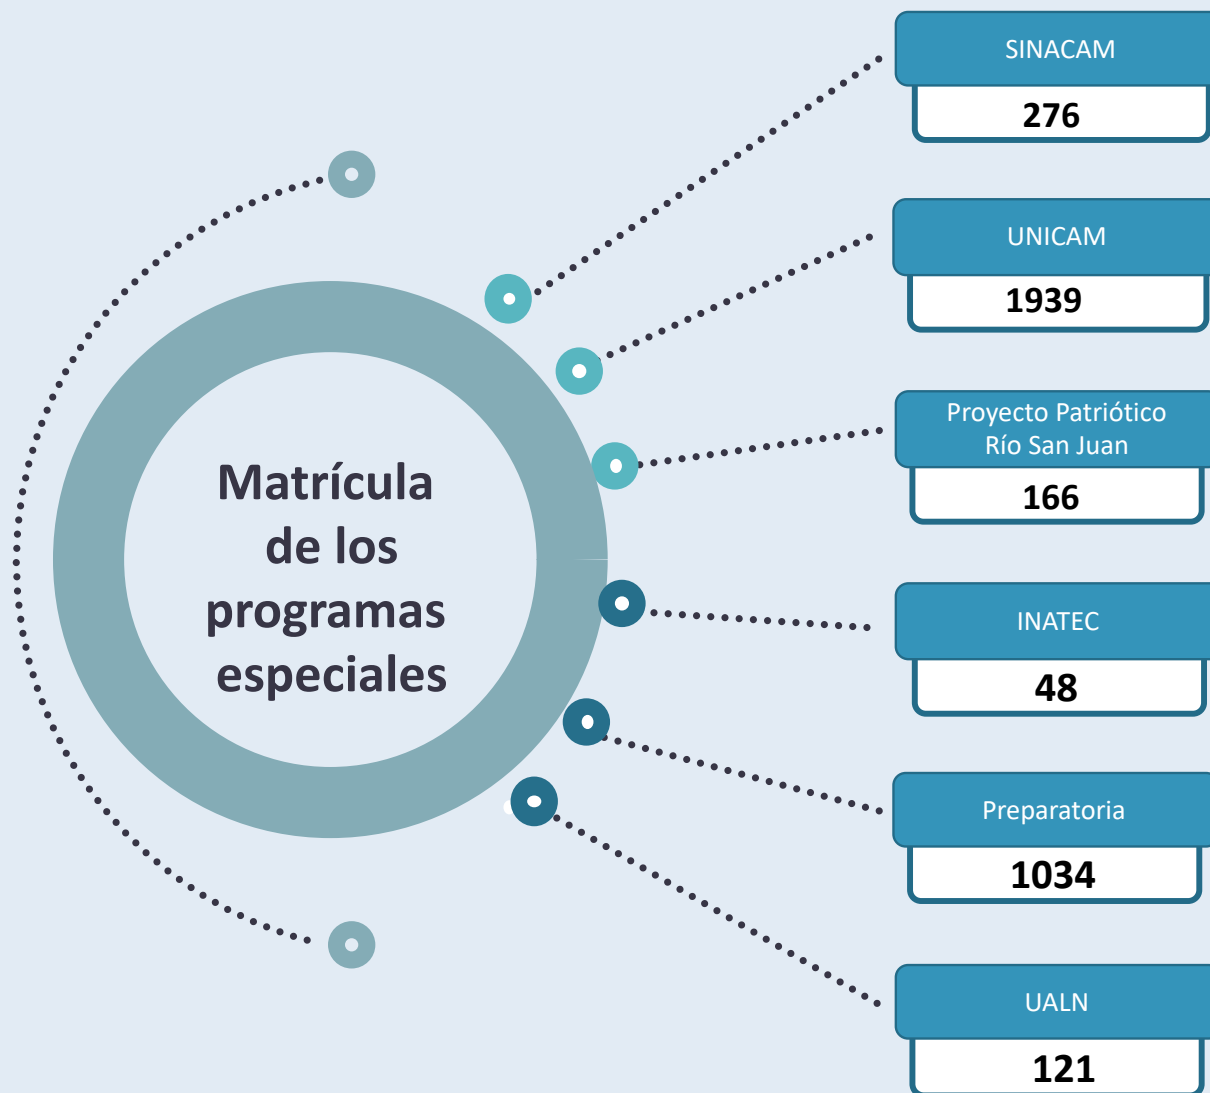 Matrícula
de los
programas
especiales
SINACAM
276
UNICAM
1939
Proyecto Patriótico
Río San Juan
166
INATEC
48
Preparatoria
1034
UALN
121